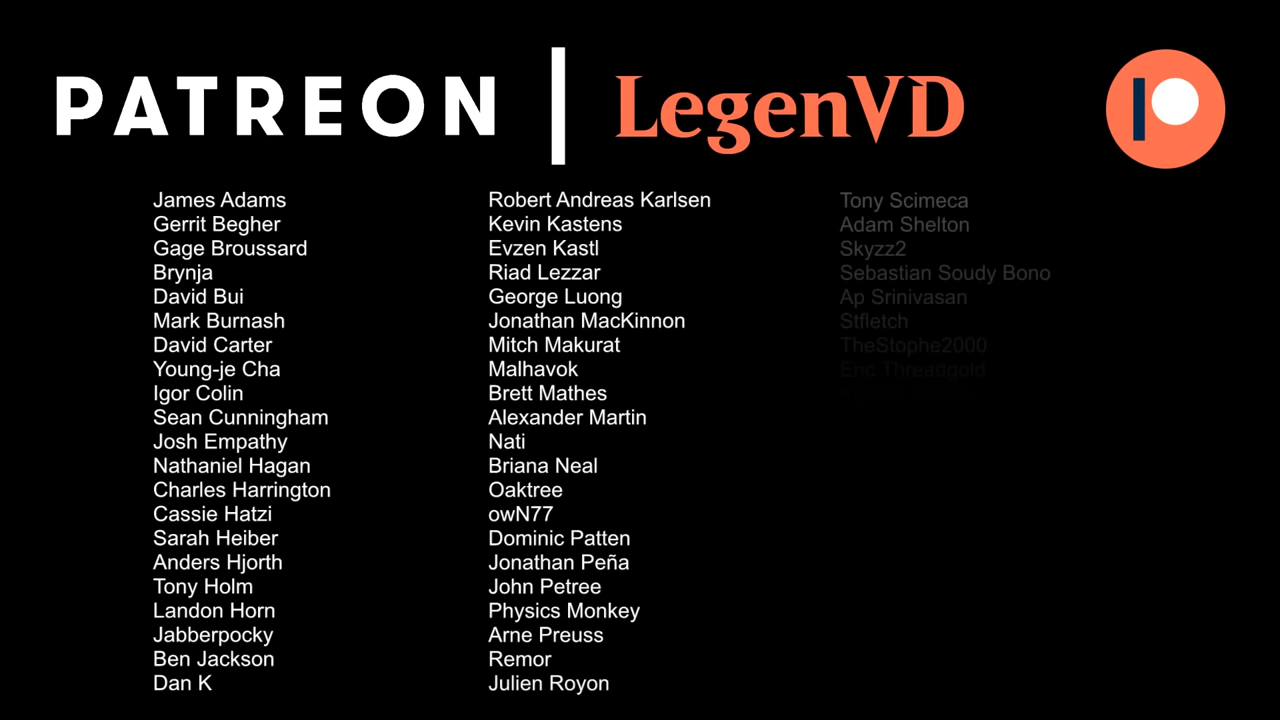 PATREON | LegenVD
James Adams
Gerrit Begher
Gage Broussard
Brynja
David Bui
Mark Burnash
David Carter
Young-je Cha
Igor Colin
Sean Cunningham
Josh Empathy
Nathaniel Hagan
Charles Harrington
Cassie Hatzi
Sarah Heiber
Anders Hjorth
Tony Holm
Landon Horn
Jabberpocky
Ben Jackson
Dan K
Robert Andreas Karlsen
Kevin Kastens
Evzen Kastl
Riad Lezzar
George Luong
Jonathan MacKinnon
Mitch Makurat
Malhavok
Brett Mathes
Alexander Martin
Nati
Briana Neal
Oaktree
owN77
Dominic Patten
Jonathan Peña
John Petree
Physics Monkey
Arne Preuss
Remor
Julien Royon
Tony Scimeca
Adam Shelton
Skyzz2
Sebastian Soudy Bono
Ap Srinivasan
Stfletch
TheStophe2000
Eric Threadgold